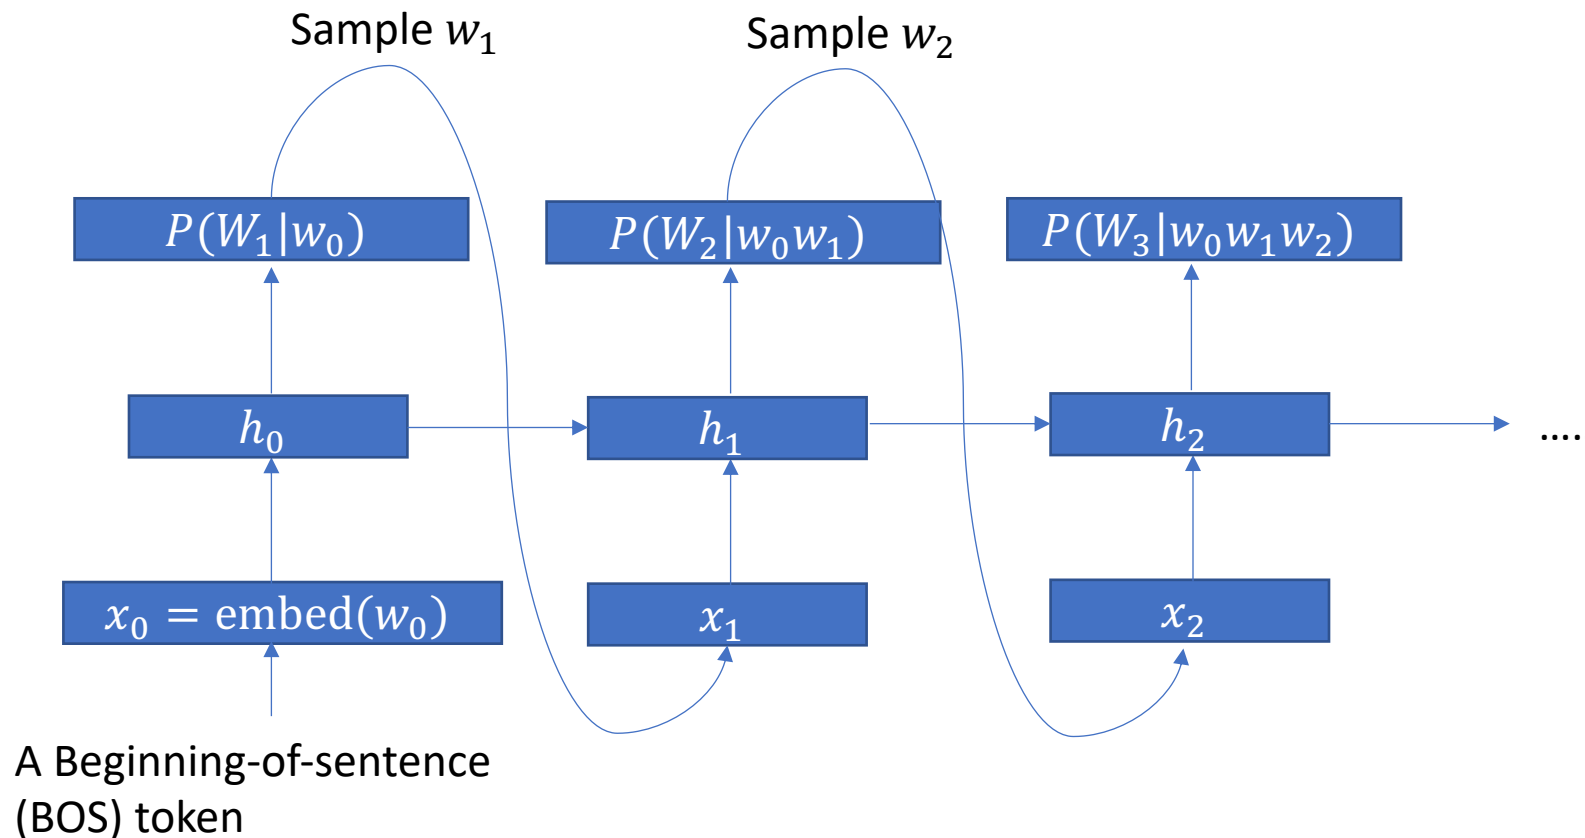 Sample w₁
Sample w₂
P(W₁|w₀)
P(W₂|w₀w₁)
P(W₃|w₀w₁w₂)
h₀
h₁
h₂
....
x₀ = embed(w₀)
x₁
x₂
A Beginning-of-sentence
(BOS) token